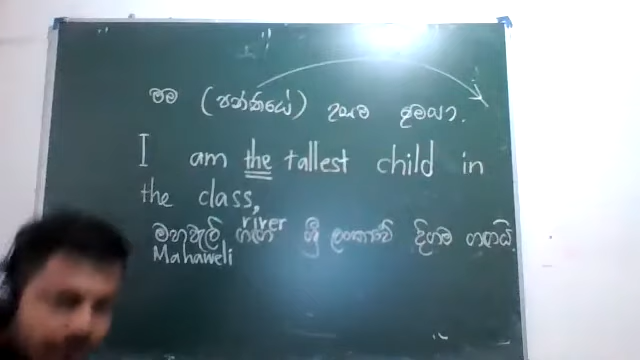 මම (පන්තියේ) උසම ළමයා.
I am the tallest child in
the class,
river
මහවැලි ගඟ ශ්‍රී ලංකාවේ දිගම ගඟයි.
Mahaweli